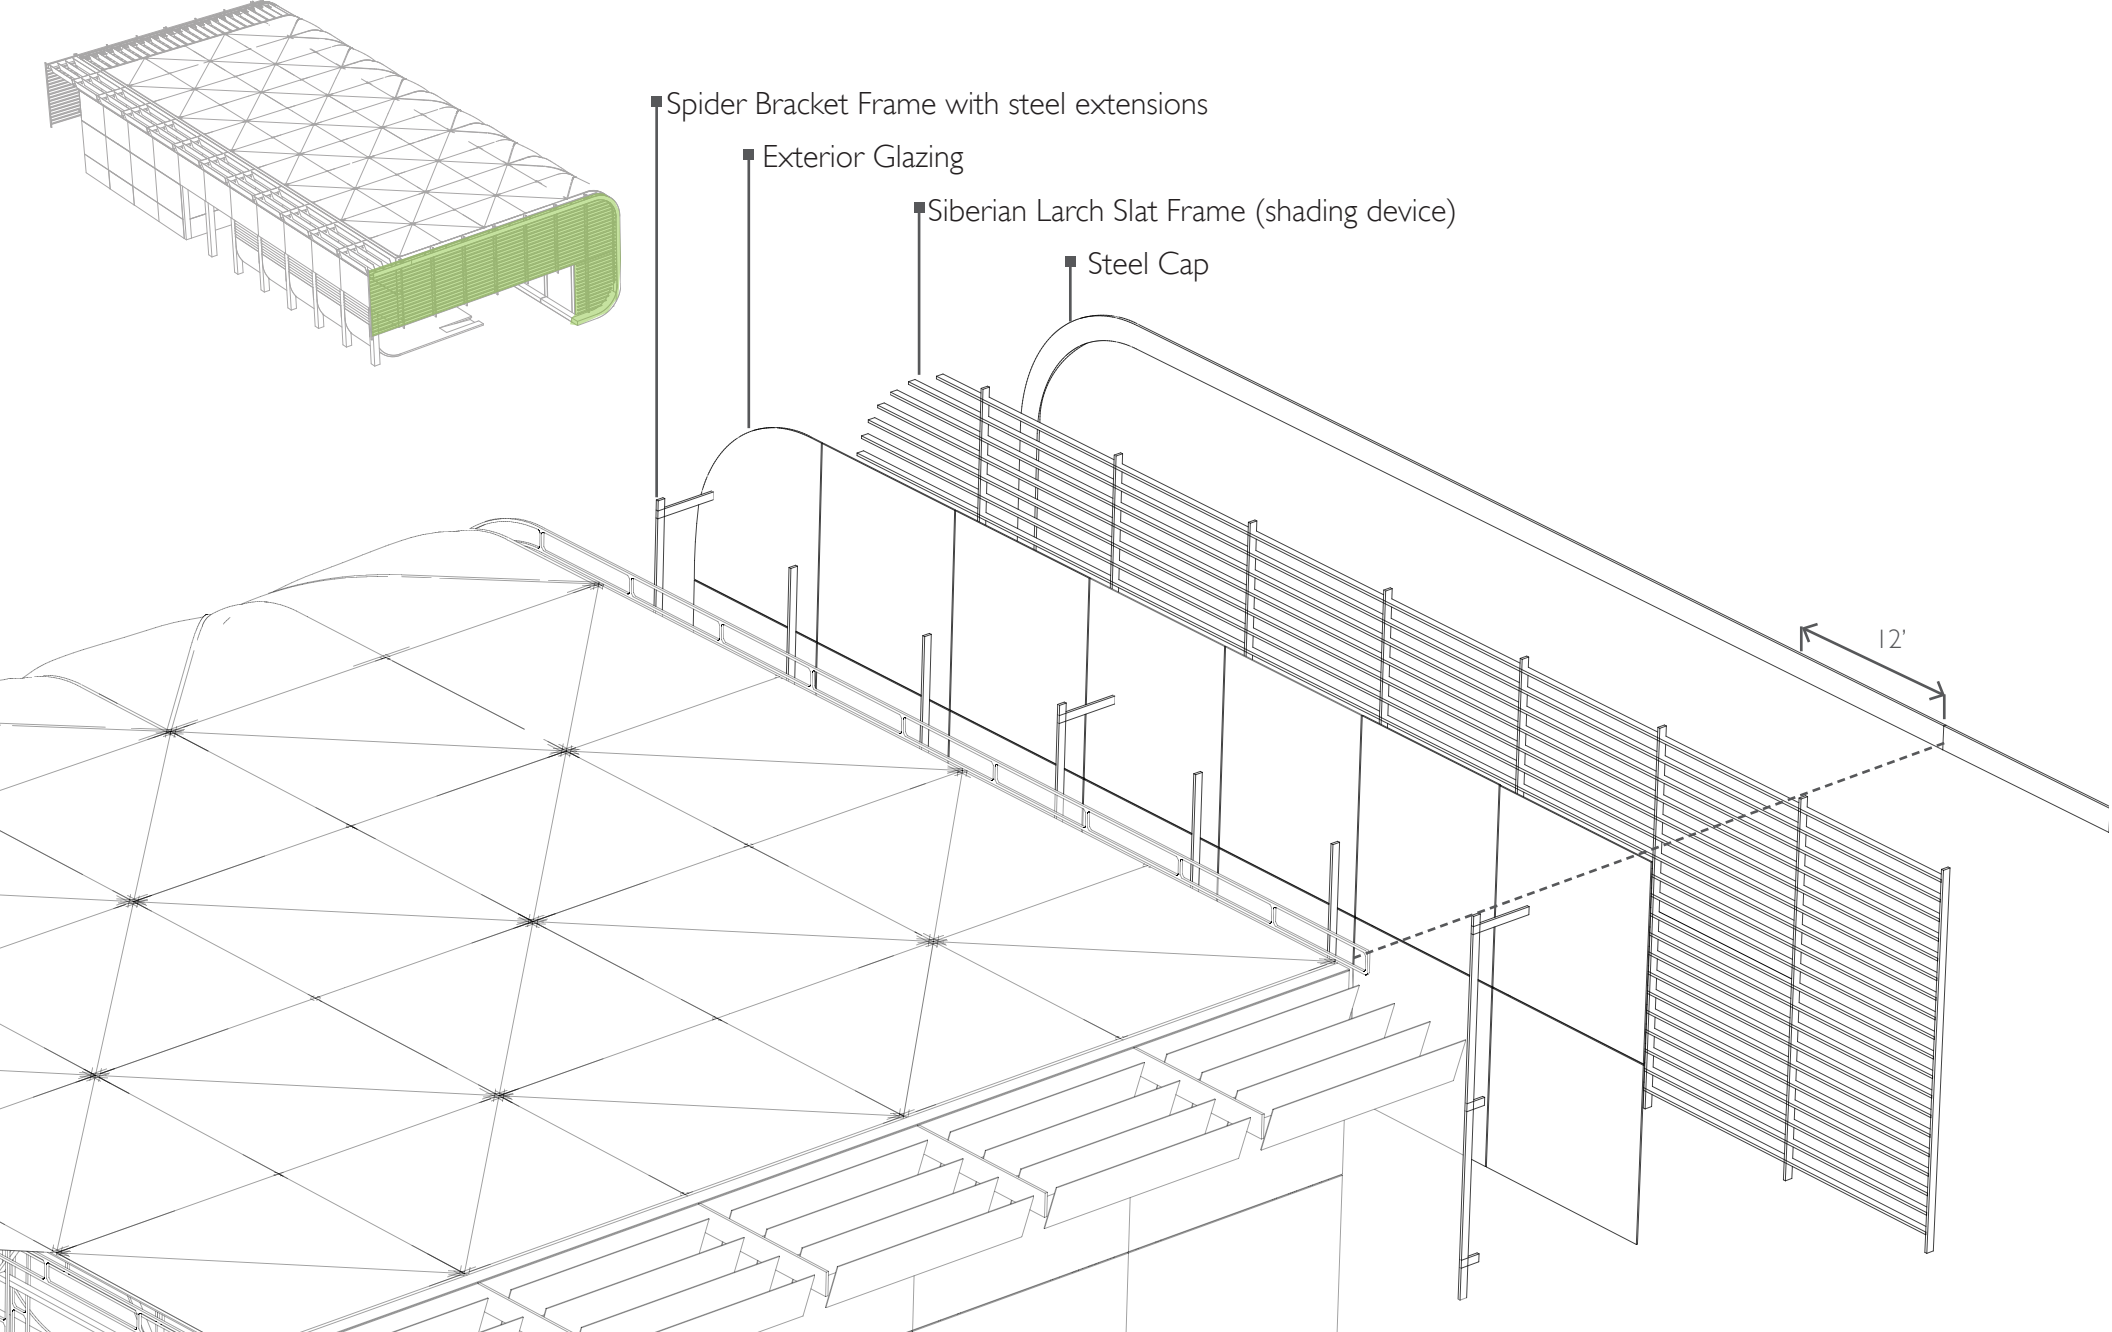 Spider Bracket Frame with steel extensions
Exterior Glazing
Siberian Larch Slat Frame (shading device)
Steel Cap
12'